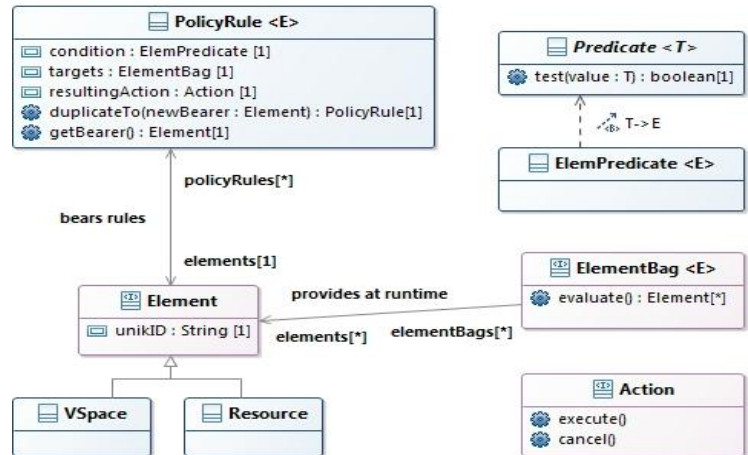 PolicyRule <E>
condition : ElemPredicate [1]
targets : ElementBag [1]
resultingAction : Action [1]
duplicateTo(newBearer : Element) : PolicyRule[1]
getBearer() : Element[1]
Predicate <T>
test(value : T) : boolean[1]
<B> T->E
ElemPredicate <E>
policyRules[*]
bears rules
elements[1]
<I> Element
unikID : String [1]
provides at runtime
elements[*]
elementBags[*]
<I> ElementBag <E>
evaluate() : Element[*]
VSpace
Resource
<I> Action
execute()
cancel()